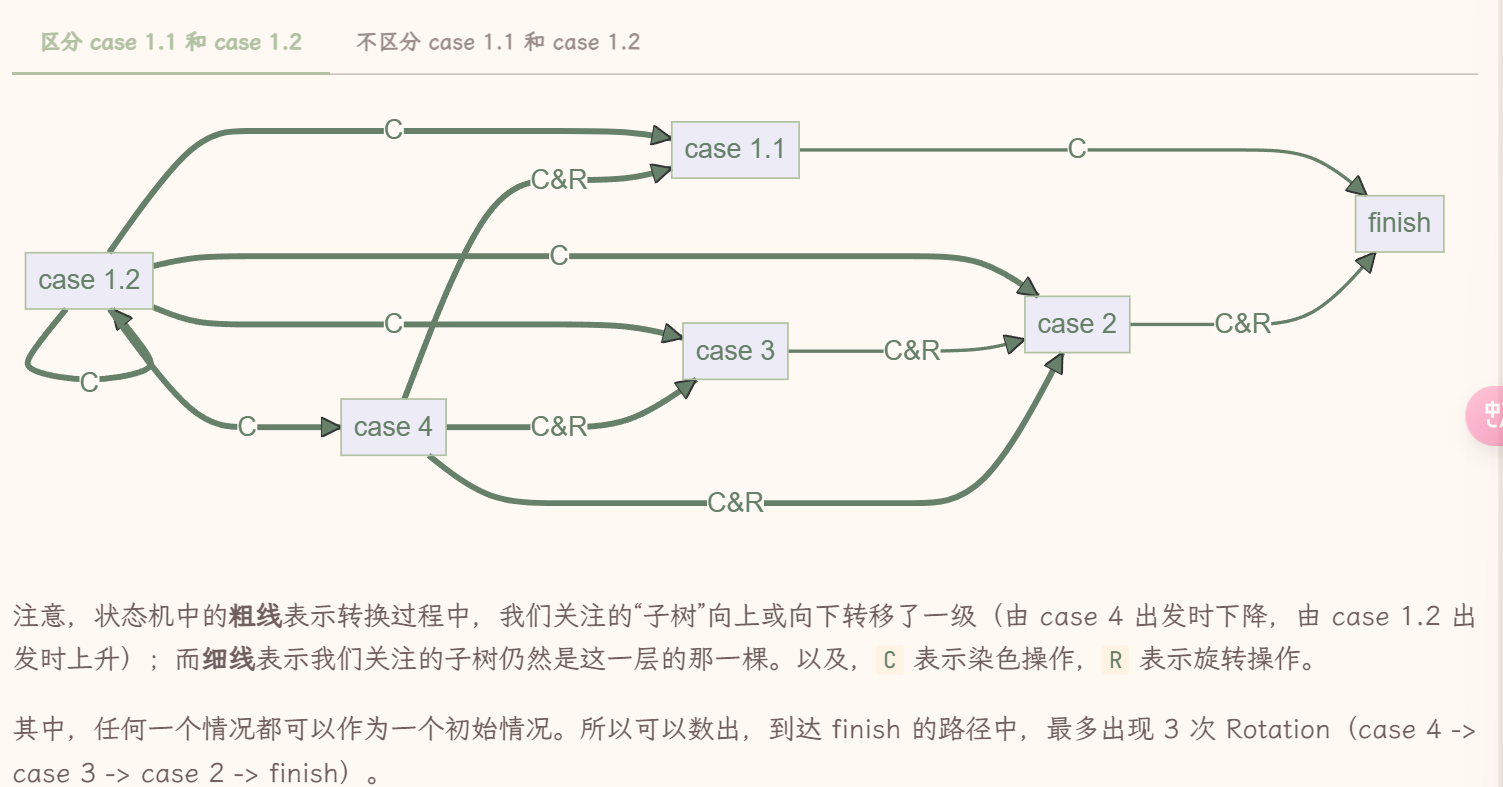 区分 case 1.1 和 case 1.2
不区分 case 1.1 和 case 1.2
C
case 1.1
C
C&R
finish
C
case 1.2
C
case 2
C&R
case 3
C&R
C
C
case 4
C&R
C&R
注意，状态机中的粗线表示转换过程中，我们关注的“子树”向上或向下转移了一级（由 case 4 出发时下降，由 case 1.2 出
发时上升）；而细线表示我们关注的子树仍然是这一层的那一棵。以及， C 表示染色操作， R 表示旋转操作。
其中，任何一个情况都可以作为一个初始情况。所以可以数出，到达 finish 的路径中，最多出现 3 次 Rotation（case 4 ->
case 3 -> case 2 -> finish）。